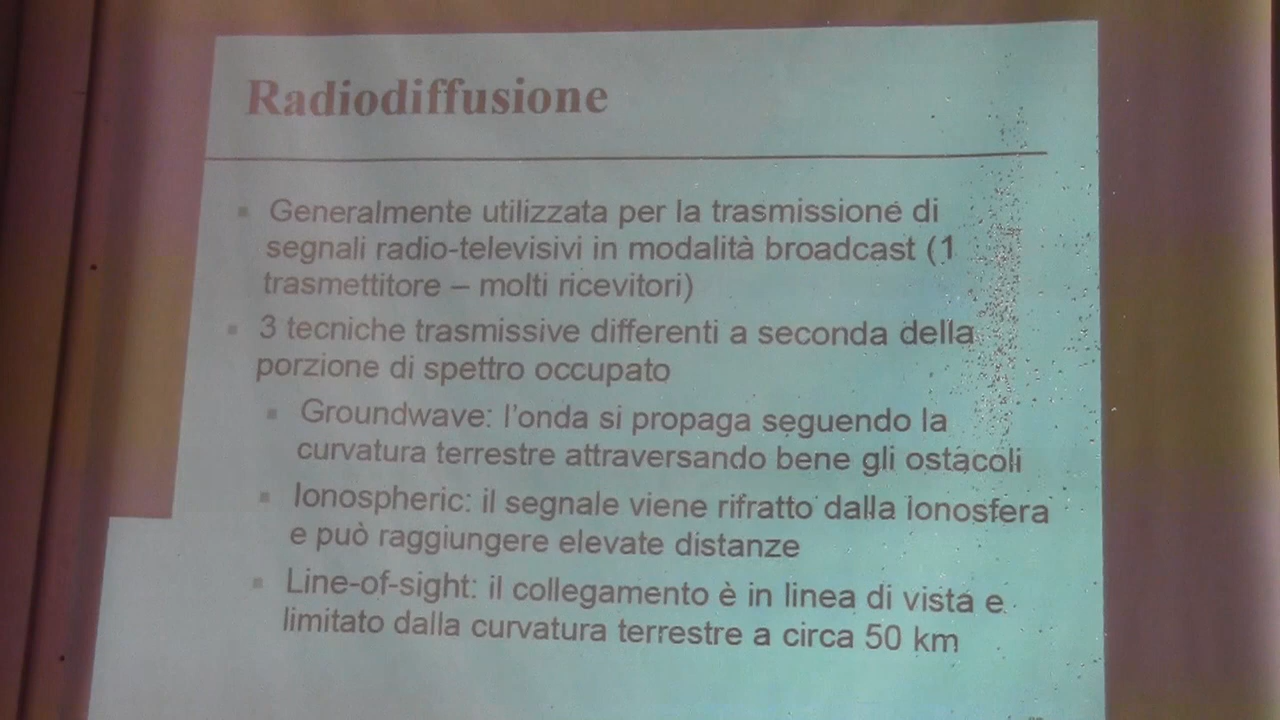 Radiodiffusione
Generalmente utilizzata per la trasmissione di
segnali radio-televisivi in modalità broadcast (1
trasmettitore – molti ricevitori)
3 tecniche trasmissive differenti a seconda della
porzione di spettro occupato
Groundwave: l'onda si propaga seguendo la
curvatura terrestre attraversando bene gli ostacoli
Ionospheric: il segnale viene rifratto dalla Ionosfera
e può raggiungere elevate distanze
Line-of-sight: il collegamento è in linea di vista e
limitato dalla curvatura terrestre a circa 50 km